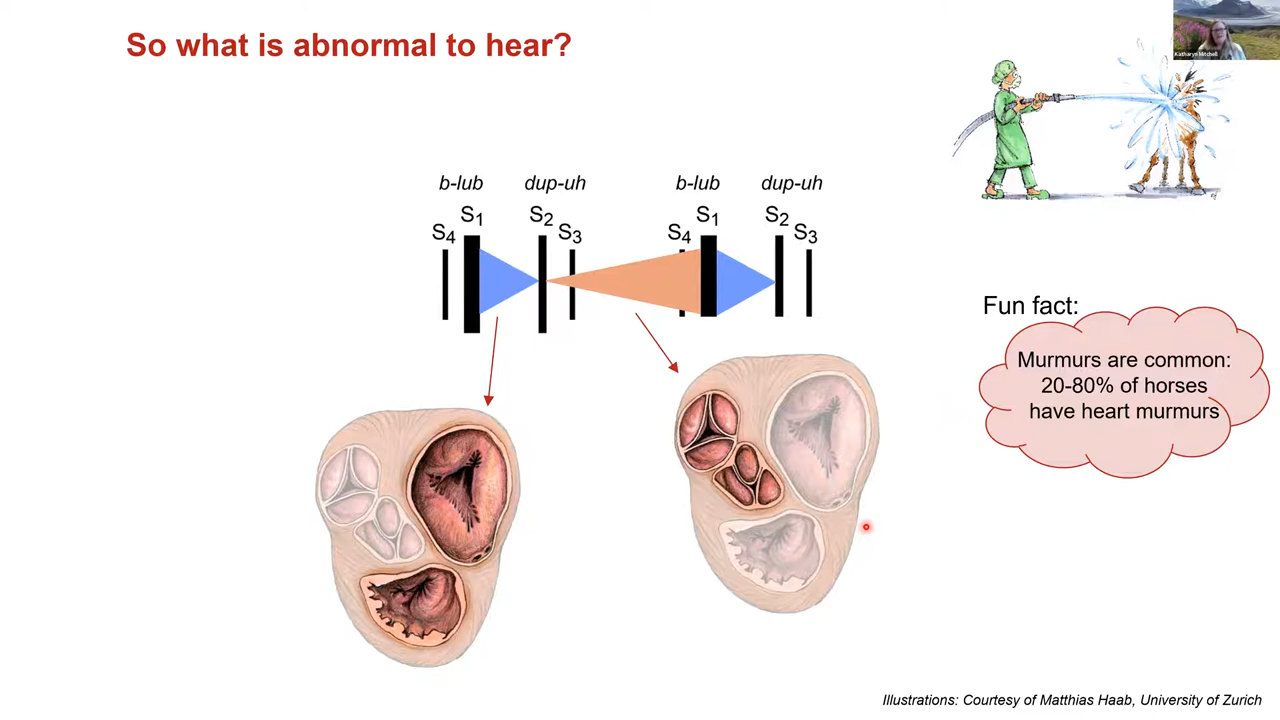 So what is abnormal to hear?
Katharyn Mitchell
b-lub dup-uh b-lub dup-uh
S1 S2 S1 S2
S4 S3 S4 S3
Fun fact:
Murmurs are common:
20-80% of horses
have heart murmurs
Illustrations: Courtesy of Matthias Haab, University of Zurich